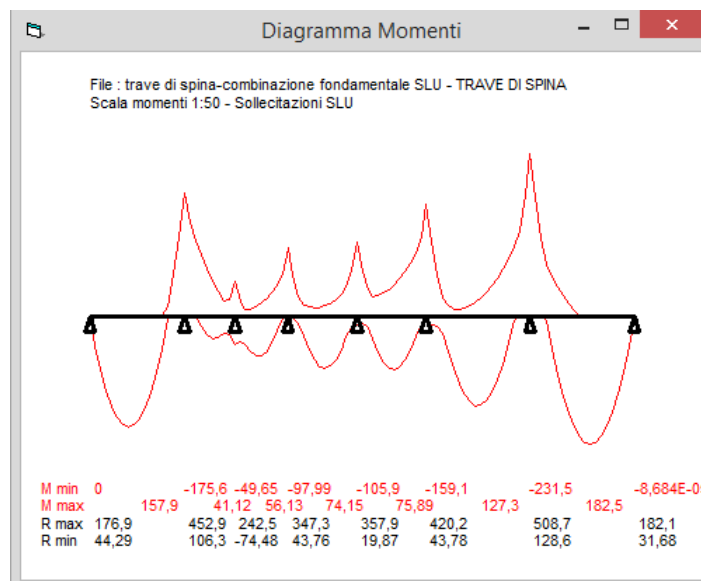 Diagramma Momenti
File : trave di spina-combinazione fondamentale SLU - TRAVE DI SPINA
Scala momenti 1:50 - Sollecitazioni SLU
M min 0 -175,6 -49,65 -97,99 -105,9 -159,1 -231,5 -8,684E-0
M max 157,9 41,12 56,13 74,15 75,89 127,3 182,5
R max 176,9 452,9 242,5 347,3 357,9 420,2 508,7 182,1
R min 44,29 106,3 -74,48 43,76 19,87 43,78 128,6 31,68